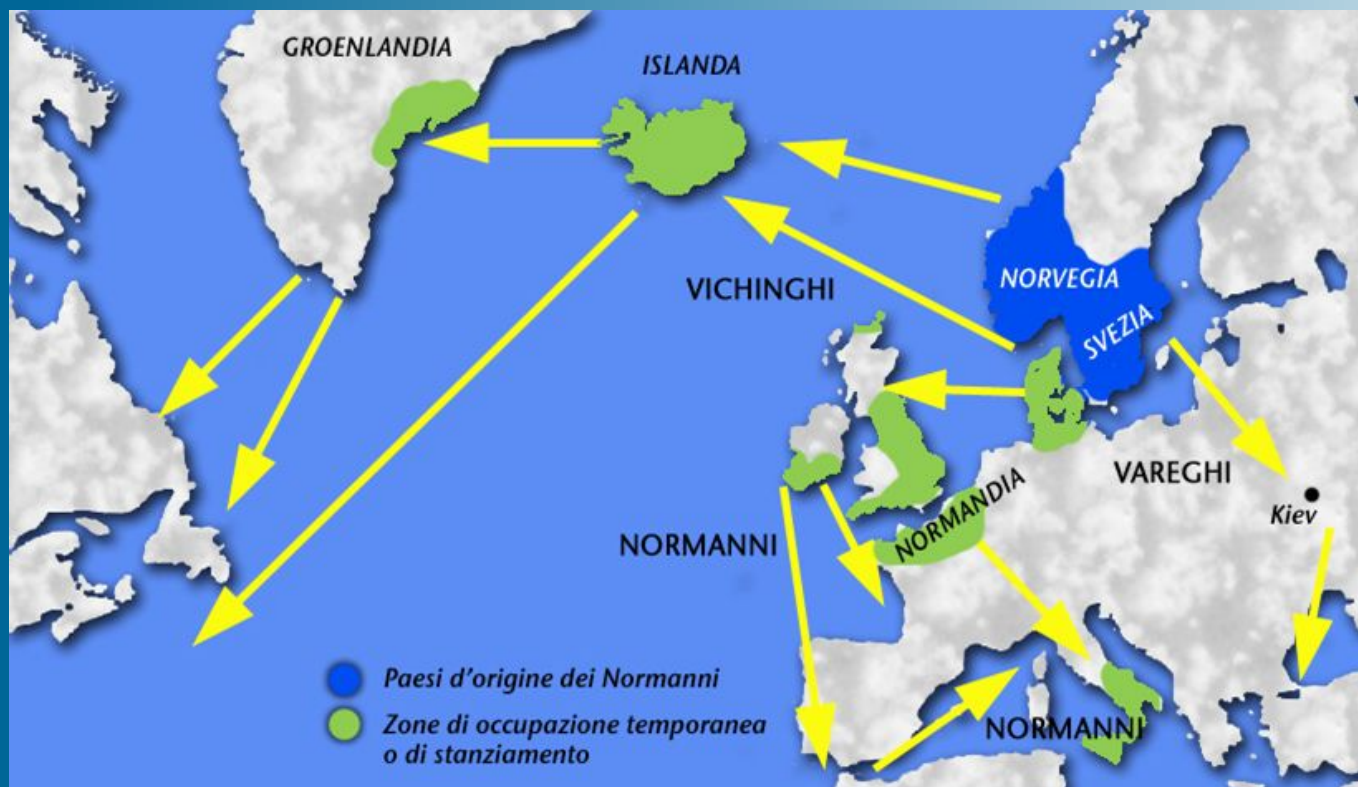 GROENLANDIA
ISLANDA
VICHINGHI
NORVEGIA
SVEZIA
VAREGHI
Kiev
NORMANDIA
NORMANNI
NORMANNI
Paesi d'origine dei Normanni
Zone di occupazione temporanea
o di stanziamento